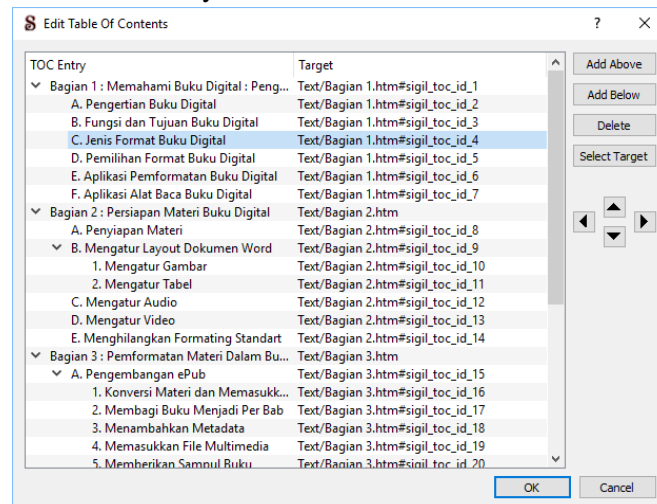 Edit Table Of Contents
TOC Entry Target
Bagian 1 : Memahami Buku Digital : Peng... Text/Bagian 1.htm#sigil_toc_id_1
A. Pengertian Buku Digital Text/Bagian 1.htm#sigil_toc_id_2
B. Fungsi dan Tujuan Buku Digital Text/Bagian 1.htm#sigil_toc_id_3
C. Jenis Format Buku Digital Text/Bagian 1.htm#sigil_toc_id_4
D. Pemilihan Format Buku Digital Text/Bagian 1.htm#sigil_toc_id_5
E. Aplikasi Pemformatan Buku Digital Text/Bagian 1.htm#sigil_toc_id_6
F. Aplikasi Alat Baca Buku Digital Text/Bagian 1.htm#sigil_toc_id_7
Bagian 2 : Persiapan Materi Buku Digital Text/Bagian 2.htm
A. Penyiapan Materi Text/Bagian 2.htm#sigil_toc_id_8
B. Mengatur Layout Dokumen Word Text/Bagian 2.htm#sigil_toc_id_9
1. Mengatur Gambar Text/Bagian 2.htm#sigil_toc_id_10
2. Mengatur Tabel Text/Bagian 2.htm#sigil_toc_id_11
C. Mengatur Audio Text/Bagian 2.htm#sigil_toc_id_12
D. Mengatur Video Text/Bagian 2.htm#sigil_toc_id_13
E. Menghilangkan Formating Standart Text/Bagian 2.htm#sigil_toc_id_14
Bagian 3 : Pemformatan Materi Dalam Bu... Text/Bagian 3.htm
A. Pengembangan ePub Text/Bagian 3.htm#sigil_toc_id_15
1. Konversi Materi dan Memasukk... Text/Bagian 3.htm#sigil_toc_id_16
2. Membagi Buku Menjadi Per Bab Text/Bagian 3.htm#sigil_toc_id_17
3. Menambahkan Metadata Text/Bagian 3.htm#sigil_toc_id_18
4. Memasukkan File Multimedia Text/Bagian 3.htm#sigil_toc_id_19
5. Memberikan Sampul Buku Text/Bagian 3.htm#sigil_toc_id_20
Add Above
Add Below
Delete
Select Target
OK Cancel